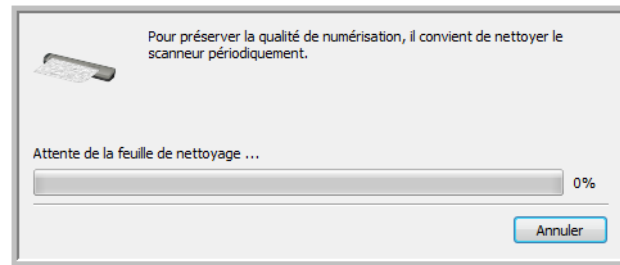 Pour préserver la qualité de numérisation, il convient de nettoyer le
scanneur périodiquement.
Attente de la feuille de nettoyage ...
0%
Annuler